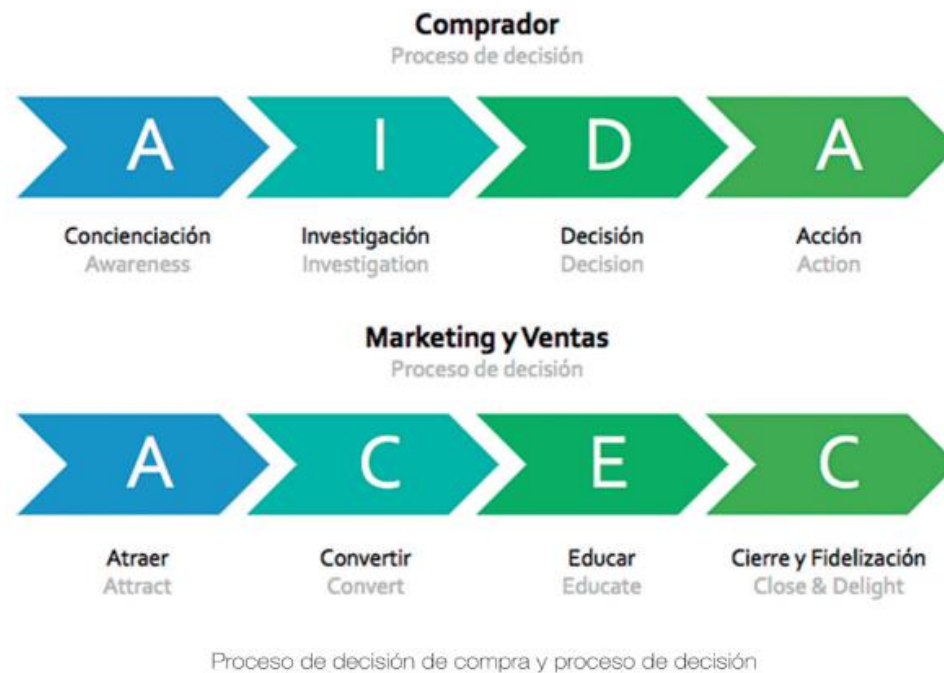 Comprador
Proceso de decisión
A I D A
Concienciación Investigación Decisión Acción
Awareness Investigation Decision Action
Marketing y Ventas
Proceso de decisión
A C E C
Atraer Convertir Educar Cierre y Fidelización
Attract Convert Educate Close & Delight
Proceso de decisión de compra y proceso de decisión